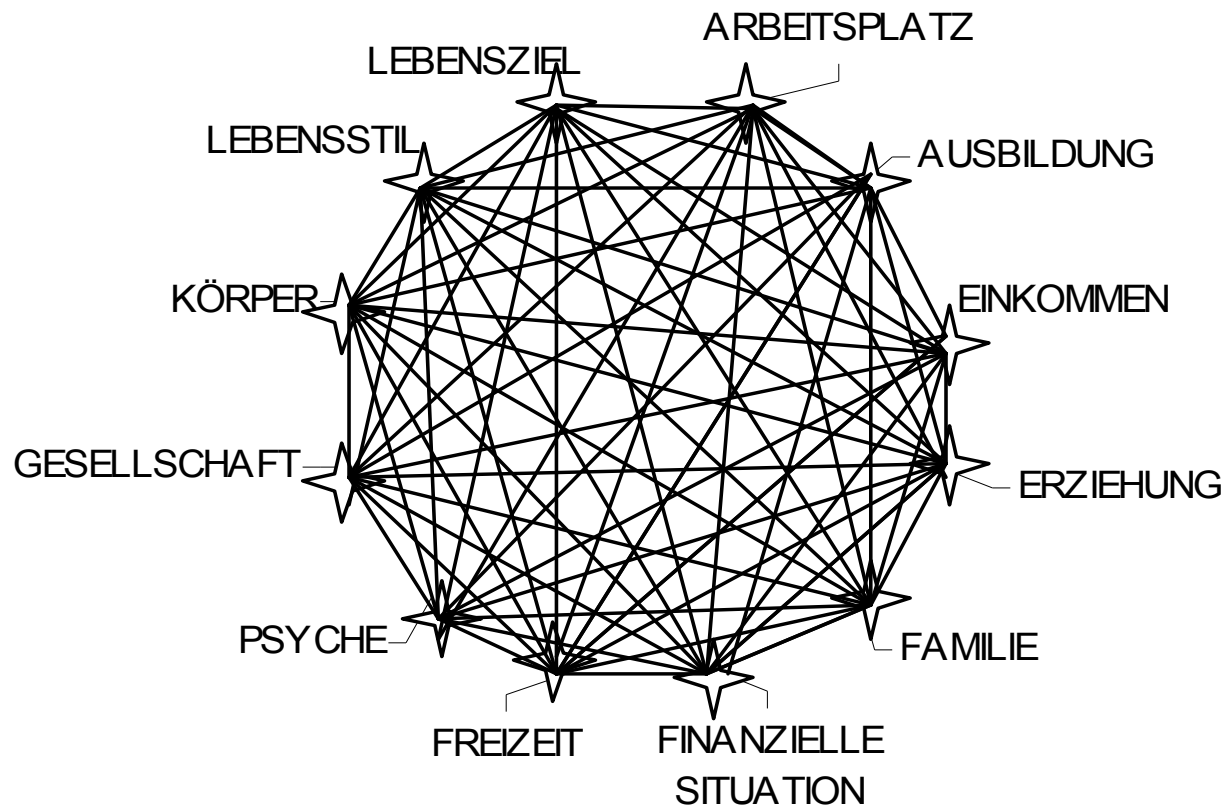 ARBEITSPLATZ
LEBENSZIEL
LEBENSSTIL
AUSBILDUNG
KÖRPER
EINKOMMEN
GESELLSCHAFT
ERZIEHUNG
PSYCHE
FAMILIE
FREIZEIT
FINANZIELLE
SITUATION